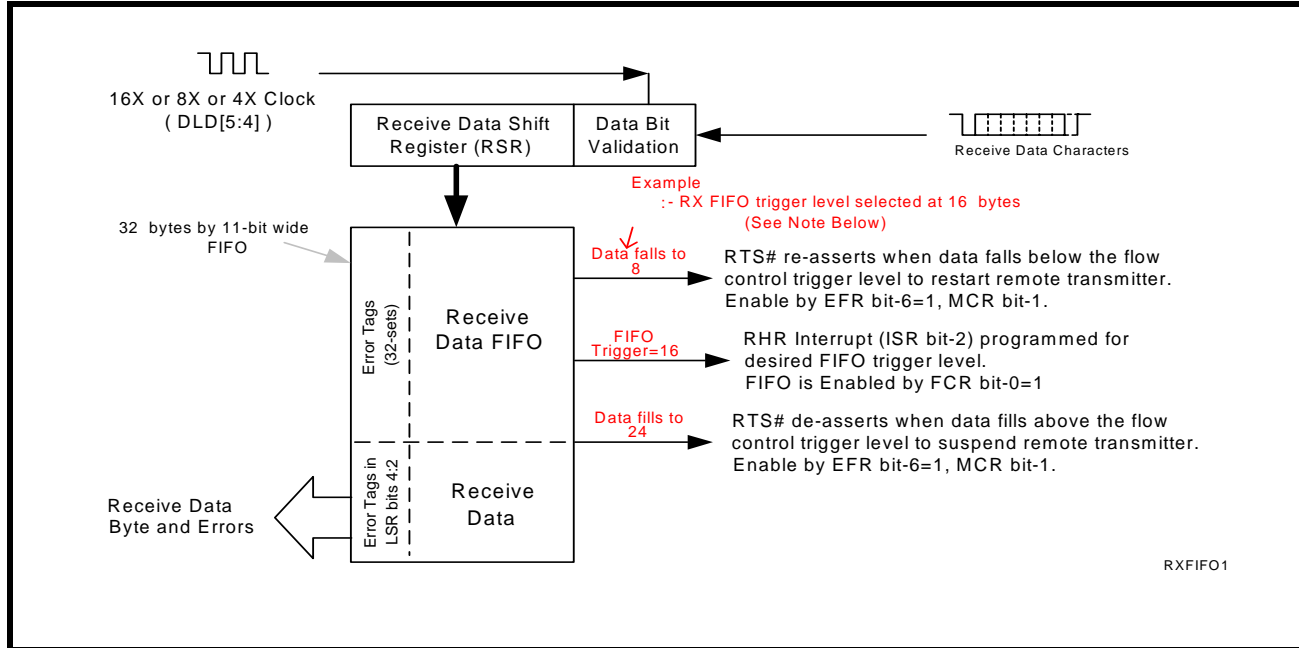 16X or 8X or 4X Clock
( DLD[5:4] )
Receive Data Shift
Register (RSR)
Data Bit
Validation
Receive Data Characters
Example
:- RX FIFO trigger level selected at 16 bytes
(See Note Below)
32 bytes by 11-bit wide
FIFO
Error Tags
(32-sets)
Receive
Data FIFO
Data falls to
8
RTS# re-asserts when data falls below the flow
control trigger level to restart remote transmitter.
Enable by EFR bit-6=1, MCR bit-1.
FIFO
Trigger=16
RHR Interrupt (ISR bit-2) programmed for
desired FIFO trigger level.
FIFO is Enabled by FCR bit-0=1
Data fills to
24
RTS# de-asserts when data fills above the flow
control trigger level to suspend remote transmitter.
Enable by EFR bit-6=1, MCR bit-1.
Error Tags in
LSR bits 4:2
Receive
Data
Receive Data
Byte and Errors
RXFIFO1